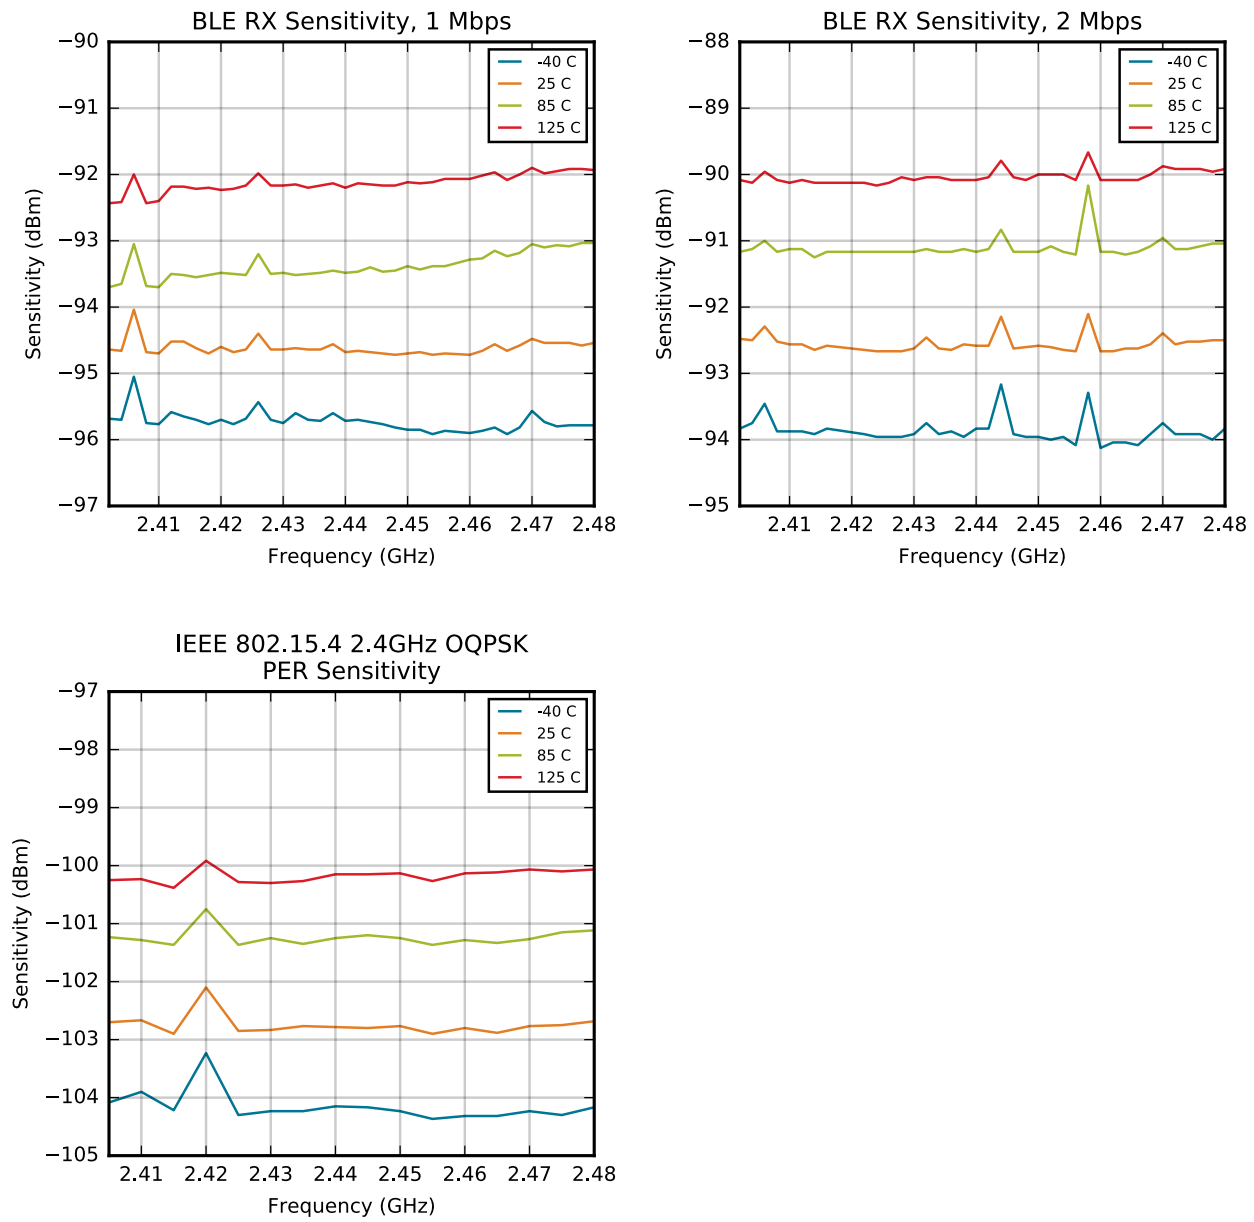 BLE RX Sensitivity, 1 Mbps
−90
−91
−92
−93
−94
−95
−96
−97
Sensitivity (dBm)
-40 C
25 C
85 C
125 C
2.41 2.42 2.43 2.44 2.45 2.46 2.47 2.48
Frequency (GHz)
BLE RX Sensitivity, 2 Mbps
−88
−89
−90
−91
−92
−93
−94
−95
Sensitivity (dBm)
-40 C
25 C
85 C
125 C
2.41 2.42 2.43 2.44 2.45 2.46 2.47 2.48
Frequency (GHz)
IEEE 802.15.4 2.4GHz OQPSK
PER Sensitivity
−97
−98
−99
−100
−101
−102
−103
−104
−105
Sensitivity (dBm)
-40 C
25 C
85 C
125 C
2.41 2.42 2.43 2.44 2.45 2.46 2.47 2.48
Frequency (GHz)